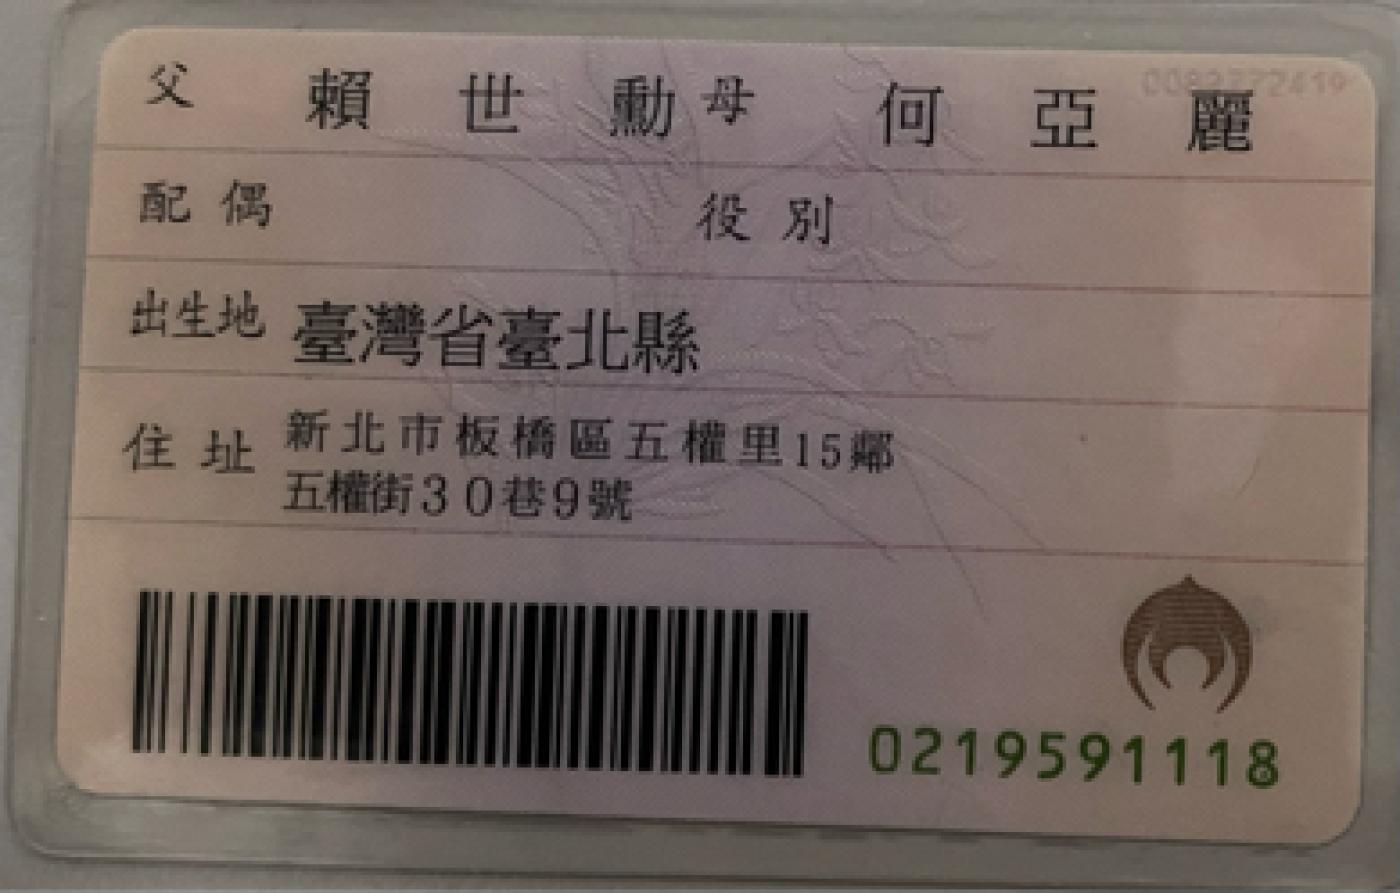 父 賴世勳 母 何亞麗
配偶 役別
出生地 臺灣省臺北縣
住址 新北市板橋區五權里15鄰
五權街30巷9號
0219591118